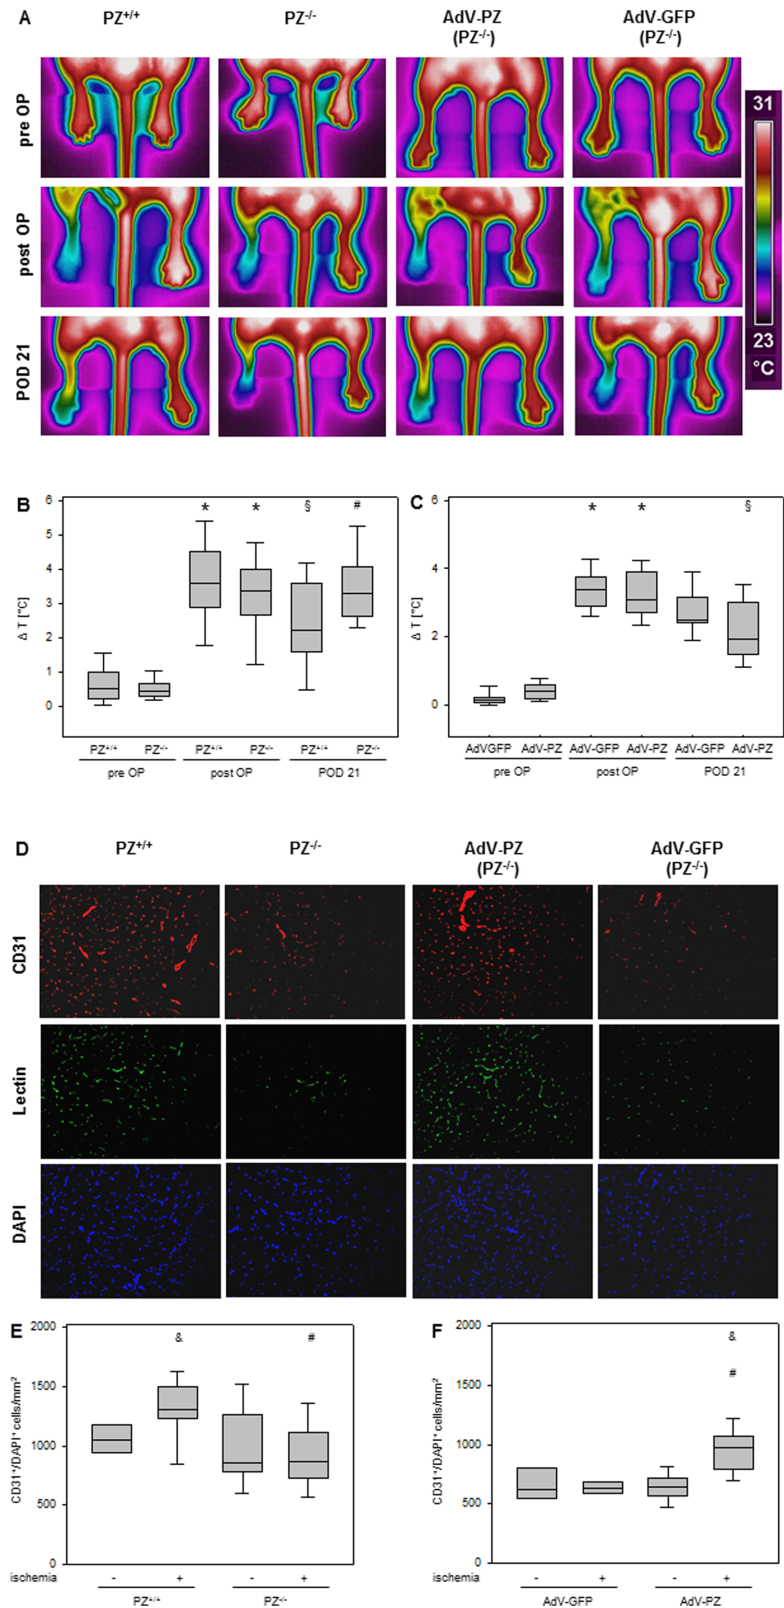 A
PZ+/+ PZ-/- AdV-PZ AdV-GFP
(PZ-/-) (PZ-/-)
pre OP
31
post OP
POD 21
23
°C
B
6
5
4
3
2
1
0
Δ T [°C]
* * § #
PZ+/+ PZ-/- PZ+/+ PZ-/- PZ+/+ PZ-/-
pre OP post OP POD 21
C
6
4
2
0
Δ T [°C]
* * §
AdVGFP AdV-PZ AdV-GFP AdV-PZ AdV-GFP AdV-PZ
pre OP post OP POD 21
D
PZ+/+ PZ-/- AdV-PZ AdV-GFP
(PZ-/-) (PZ-/-)
CD31
Lectin
DAPI
E
2000
1500
1000
500
0
CD31+/DAPI+ cells/mm²
& #
ischemia - + - +
PZ+/+ PZ-/-
F
2000
1500
1000
500
0
CD31+/DAPI+ cells/mm²
&
#
ischemia - + - +
AdV-GFP AdV-PZ